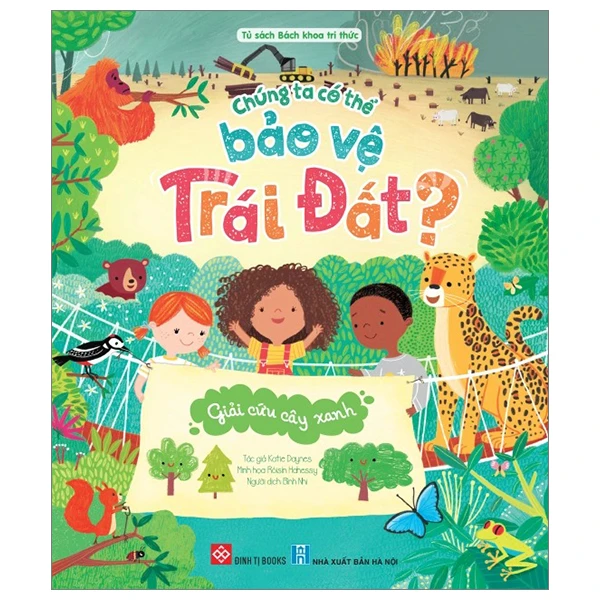 Tủ sách Bách khoa tri thức
Chúng ta có thể
bảo vệ
Trái Đất?
Giải cứu cây xanh
Tác giả Katie Daynes
Minh họa Róisín Hahessy
Người dịch Bình Nhi
ĐINH TỊ BOOKS
NHÀ XUẤT BẢN HÀ NỘI